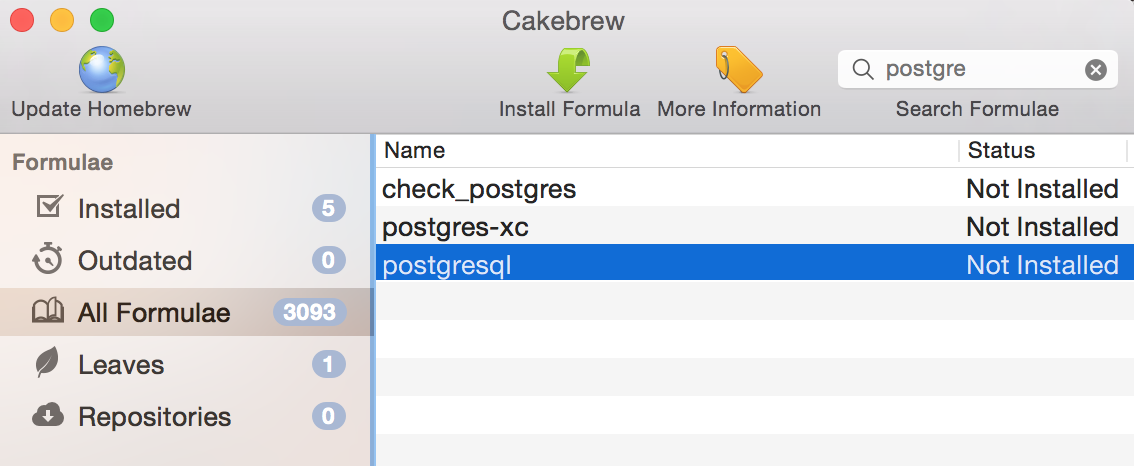 Cakebrew
Update Homebrew
Install Formula
More Information
postgre
Search Formulae
Formulae
Installed 5
Outdated 0
All Formulae 3093
Leaves 1
Repositories 0
Name Status
check_postgres Not Installed
postgres-xc Not Installed
postgresql Not Installed